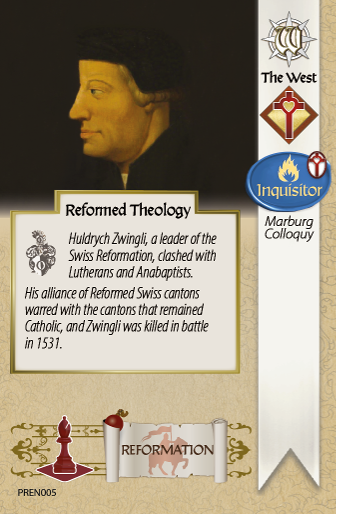 W
The West
Inquisitor
Marburg
Colloquy
Reformed Theology
Huldrych Zwingli, a leader of the
Swiss Reformation, clashed with
Lutherans and Anabaptists.
His alliance of Reformed Swiss cantons
warred with the cantons that remained
Catholic, and Zwingli was killed in battle
in 1531.
REFORMATION
PREN005